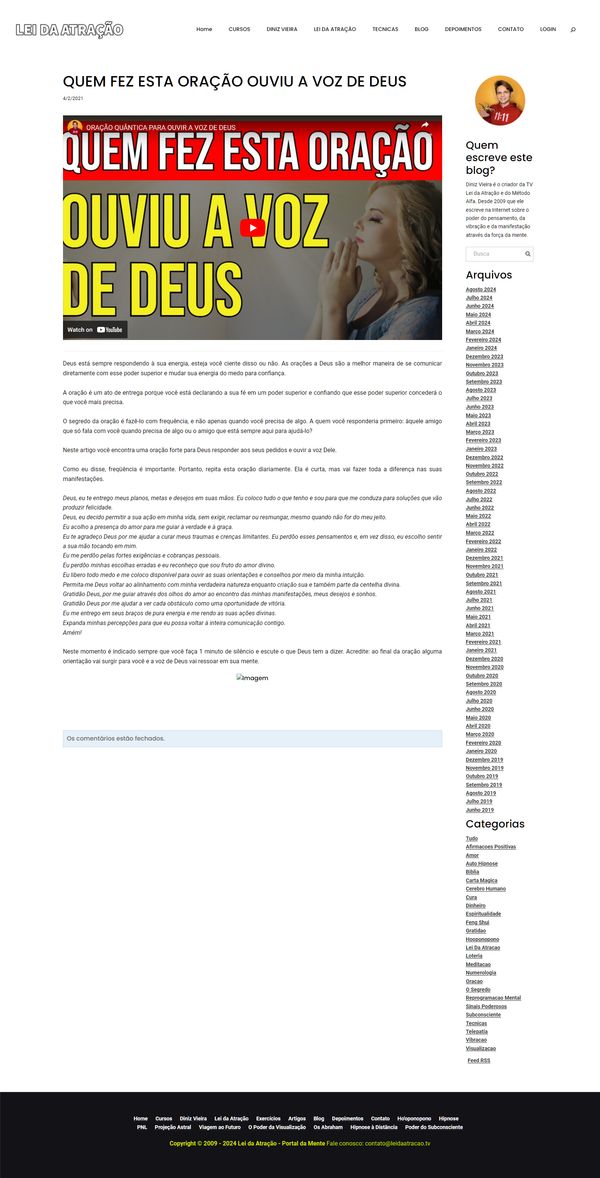 LEI DA ATRAÇÃO
Home CURSOS DINIZ VIEIRA LEI DA ATRAÇÃO TECNICAS BLOG DEPOIMENTOS CONTATO LOGIN
QUEM FEZ ESTA ORAÇÃO OUVIU A VOZ DE DEUS
4/2/2021
ORAÇÃO QUÂNTICA PARA OUVIR A VOZ DE DEUS
QUEM FEZ ESTA ORAÇÃO
OUVIU A VOZ
DE DEUS
Watch on YouTube
Deus está sempre respondendo à sua energia, esteja você ciente disso ou não. As orações a Deus são a melhor maneira de se comunicar
diretamente com esse poder superior e mudar sua energia do medo para confiança.
A oração é um ato de entrega porque você está declarando a sua fé em um poder superior e confiando que esse poder superior concederá o
que você mais precisa.
O segredo da oração é fazê-lo com frequência, e não apenas quando você precisa de algo. A quem você responderia primeiro: àquele amigo
que só fala com você quando precisa de algo ou o amigo que está sempre aqui para ajudá-lo?
Neste artigo você encontra uma oração forte para Deus responder aos seus pedidos e ouvir a voz Dele.
Como eu disse, freqüência é importante. Portanto, repita esta oração diariamente. Ela é curta, mas vai fazer toda a diferença nas suas
manifestações.
Deus, eu te entrego meus planos, metas e desejos em suas mãos. Eu coloco tudo o que tenho e sou para que me conduza para soluções que vão
produzir felicidade.
Deus, eu decido permitir a sua ação em minha vida, sem exigir, reclamar ou resmungar, mesmo quando não for do meu jeito.
Eu acolho a presença do amor para me guiar à verdade e à graça.
Eu te agradeço Deus por me ajudar a curar meus traumas e crenças limitantes. Eu perdôo esses pensamentos e, em vez disso, eu escolho sentir
a sua mão tocando em mim.
Eu me perdôo pelas fortes exigências e cobranças pessoais.
Eu perdôo minhas escolhas erradas e eu reconheço que sou fruto do amor divino.
Eu libero todo medo e me coloco disponível para ouvir as suas orientações e conselhos por meio da minha intuição.
Permita-me Deus voltar ao alinhamento com minha verdadeira natureza enquanto criação sua e também parte da centelha divina.
Gratidão Deus, por me guiar através dos olhos do amor ao encontro das minhas manifestações, meus desejos e sonhos.
Gratidão Deus por me ajudar a ver cada obstáculo como uma oportunidade de vitória.
Eu me entrego em seus braços de pura energia e me rendo as suas ações divinas.
Expanda minhas percepções para que eu possa voltar à inteira comunicação contigo.
Amém!
Neste momento é indicado sempre que você faça 1 minuto de silêncio e escute o que Deus tem a dizer. Acredite: ao final da oração alguma
orientação vai surgir para você e a voz de Deus vai ressoar em sua mente.
Imagem
Os comentários estão fechados.
11:11
Quem
escreve este
blog?
Diniz Vieira é o criador da TV
Lei da Atração e do Método
Alfa. Desde 2009 que ele
escreve na Internet sobre o
poder do pensamento, da
vibração e da manifestação
através da força da mente.
Busca
Arquivos
Agosto 2024
Julho 2024
Junho 2024
Maio 2024
Abril 2024
Março 2024
Fevereiro 2024
Janeiro 2024
Dezembro 2023
Novembro 2023
Outubro 2023
Setembro 2023
Agosto 2023
Julho 2023
Junho 2023
Maio 2023
Abril 2023
Março 2023
Fevereiro 2023
Janeiro 2023
Dezembro 2022
Novembro 2022
Outubro 2022
Setembro 2022
Agosto 2022
Julho 2022
Junho 2022
Maio 2022
Abril 2022
Março 2022
Fevereiro 2022
Janeiro 2022
Dezembro 2021
Novembro 2021
Outubro 2021
Setembro 2021
Agosto 2021
Julho 2021
Junho 2021
Maio 2021
Abril 2021
Março 2021
Fevereiro 2021
Janeiro 2021
Dezembro 2020
Novembro 2020
Outubro 2020
Setembro 2020
Agosto 2020
Julho 2020
Junho 2020
Maio 2020
Abril 2020
Março 2020
Fevereiro 2020
Janeiro 2020
Dezembro 2019
Novembro 2019
Outubro 2019
Setembro 2019
Agosto 2019
Julho 2019
Junho 2019
Categorias
Tudo
Afirmacoes Positivas
Amor
Auto Hipnose
Biblia
Carta Magica
Cerebro Humano
Cura
Dinheiro
Espiritualidade
Feng Shui
Gratidao
Hooponopono
Lei Da Atracao
Loteria
Meditacao
Numerologia
Oracao
O Segredo
Reprogramacao Mental
Sinais Poderosos
Subconsciente
Tecnicas
Telepatia
Vibracao
Visualizacao
Feed RSS
Home Cursos Diniz Vieira Lei da Atração Exercícios Artigos Blog Depoimentos Contato Ho'oponopono Hipnose
PNL Projeção Astral Viagem ao Futuro O Poder da Visualização Os Abraham Hipnose à Distância Poder do Subconsciente
Copyright © 2009 - 2024 Lei da Atração - Portal da Mente Fale conosco: contato@leidaatracao.tv